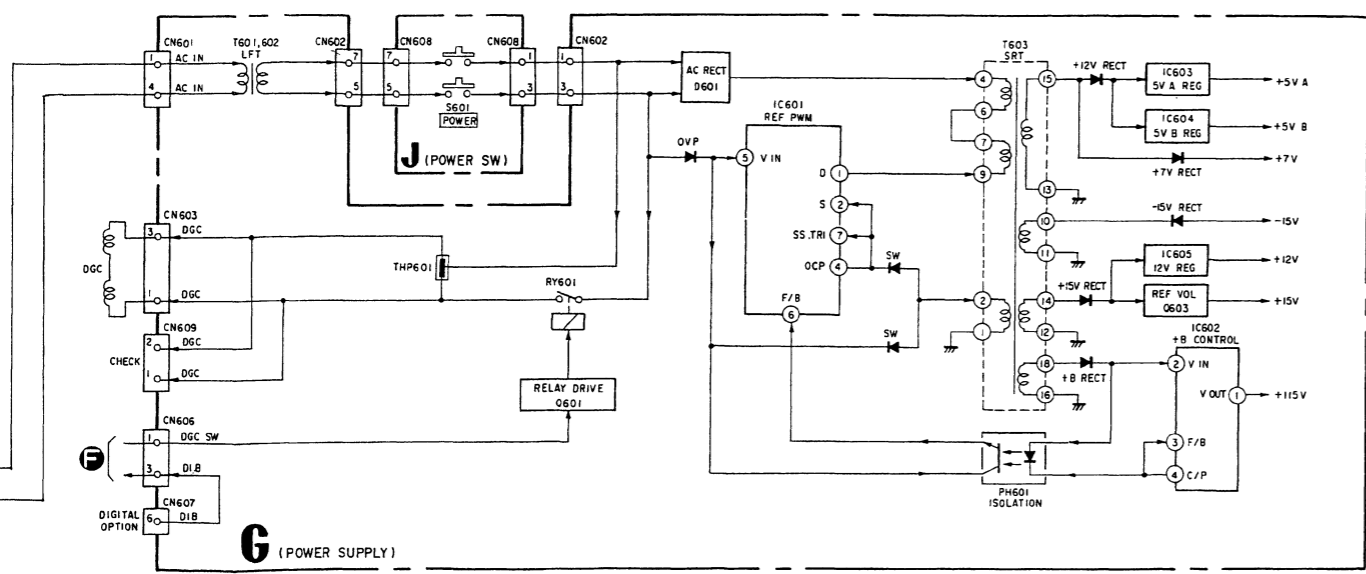 CN601
1
AC IN
4
AC IN
T601,602
LFT
CN602
7
5
CN608
7
5
S601
POWER
CN608
1
3
CN602
1
3
J (POWER SW)
AC RECT
D601
OVP
IC601
REF PWM
5 V IN
D 1
S 2
SS.TRI 7
OCP 4
F/B
6
SW
SW
T603
SRT
4
6
7
9
2
1
15
13
10
11
14
12
18
16
+12V RECT
IC603
5V A REG
+5V A
IC604
5V B REG
+5V B
+7V
+7V RECT
-15V RECT
-15V
IC605
12V REG
+12V
+15V RECT
REF VOL
Q603
+15V
IC602
+B CONTROL
+B RECT
2 V IN
V OUT 1
+115V
3 F/B
4 C/P
PH601
ISOLATION
CN603
3
DGC
DGC
1
DGC
THP601
RY601
CN609
2
DGC
CHECK
1
DGC
RELAY DRIVE
Q601
CN606
1
DGC SW
F
3
DI.B
CN607
DIGITAL
OPTION
6
DIB
G (POWER SUPPLY)